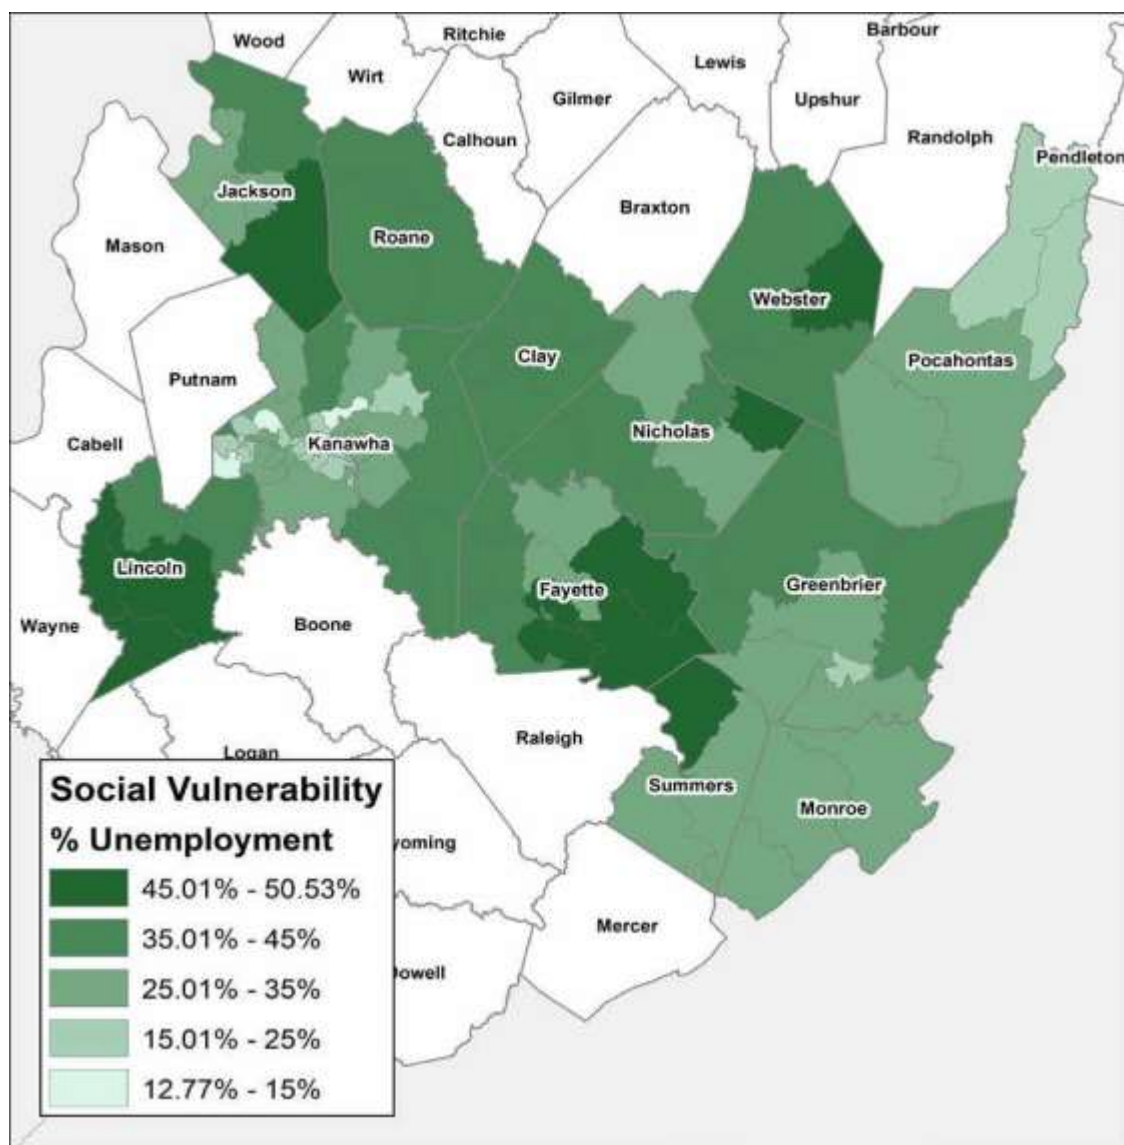 Wood
Ritchie
Barbour
Lewis
Wirt
Gilmer
Upshur
Calhoun
Randolph
Pendleton
Jackson
Braxton
Mason
Roane
Webster
Clay
Pocahontas
Putnam
Nicholas
Kanawha
Cabell
Lincoln
Greenbrier
Fayette
Wayne
Boone
Raleigh
Logan
Summers
Monroe
yoming
Mercer
owell
Social Vulnerability
% Unemployment
45.01% - 50.53%
35.01% - 45%
25.01% - 35%
15.01% - 25%
12.77% - 15%